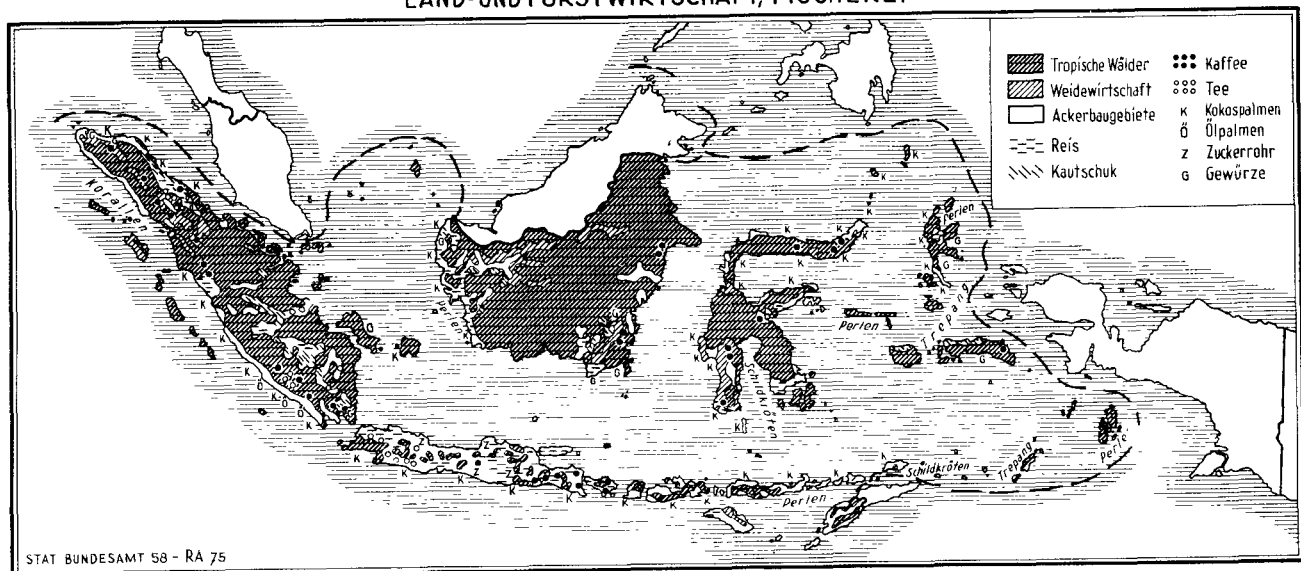 LAND-UND FORSTWIRTSCHAFT, FISCHEREI
Tropische Wälder
Kaffee
Weidewirtschaft
Tee
Ackerbaugebiete
K Kokospalmen
Ö Ölpalmen
Reis
Z Zuckerrohr
Kautschuk
G Gewürze
Korallen
Perlen
Perlen
Perlen
Trepang
Schildkröten
Schildkröten
Trepang
Perle
Perlen
STAT BUNDESAMT 58 - RA 75